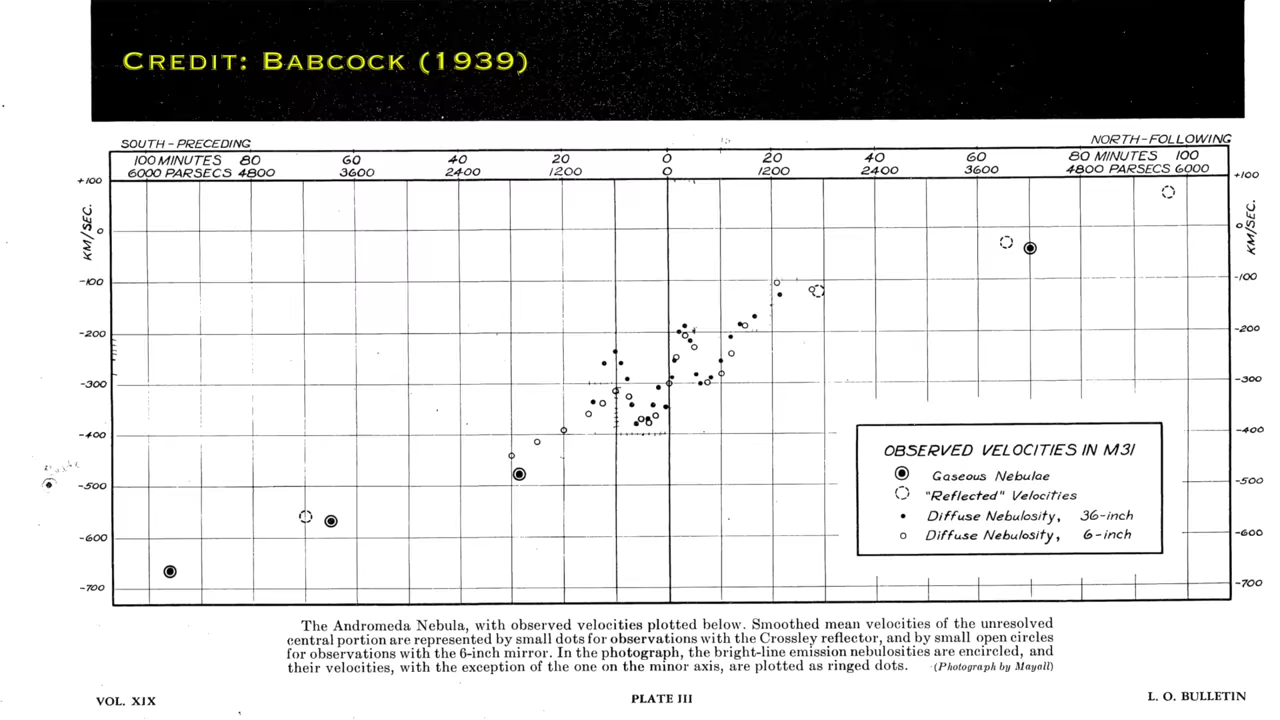 CREDIT: BABCOCK (1939)
SOUTH-PRECEDING NORTH-FOLLOWING
100 MINUTES 80 60 40 20 0 20 40 60 80 MINUTES 100
6000 PARSECS 4800 3600 2400 1200 0 1200 2400 3600 4800 PARSECS 6000
+100 +100
KM/SEC. KM/SEC.
0 0
-100 -100
-200 -200
-300 -300
-400 -400
-500 -500
-600 -600
-700 -700
OBSERVED VELOCITIES IN M31
Gaseous Nebulae
"Reflected" Velocities
Diffuse Nebulosity, 36-inch
Diffuse Nebulosity, 6-inch
The Andromeda Nebula, with observed velocities plotted below. Smoothed mean velocities of the unresolved
central portion are represented by small dots for observations with the Crossley reflector, and by small open circles
for observations with the 6-inch mirror. In the photograph, the bright-line emission nebulosities are encircled, and
their velocities, with the exception of the one on the minor axis, are plotted as ringed dots. (Photograph by Mayall)
VOL. XIX PLATE III L. O. BULLETIN